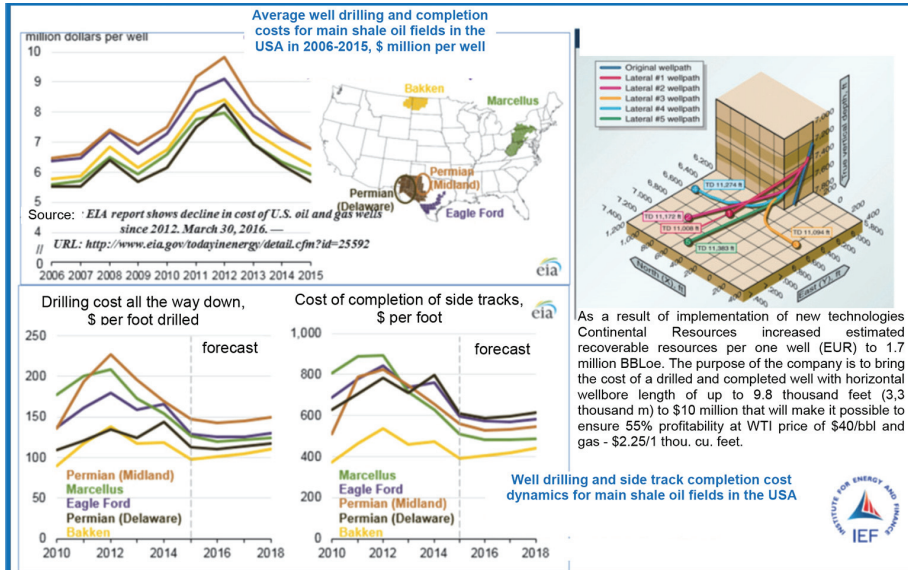 Average well drilling and completion
costs for main shale oil fields in the
USA in 2006-2015, $ million per well
million dollars per well
10
9
8
7
6
5
4
//
0
2006 2007 2008 2009 2010 2011 2012 2013 2014 2015
Bakken
Marcellus
Permian
(Midland)
Permian
(Delaware)
Eagle Ford
Source: EIA report shows decline in cost of U.S. oil and gas wells
since 2012. March 30, 2016. —
URL: http://www.eia.gov/todayinenergy/detail.cfm?id=25592
eia
Original wellpath
Lateral #1 wellpath
Lateral #2 wellpath
Lateral #3 wellpath
Lateral #4 wellpath
Lateral #5 wellpath
True vertical depth, ft
TD 11,274 ft
TD 11,172 ft
TD 11,008 ft
TD 11,094 ft
TD 11,383 ft
North (X), ft
East (Y), ft
Drilling cost all the way down,
$ per foot drilled
250
200
150
100
50
0
forecast
Permian (Midland)
Marcellus
Eagle Ford
Permian (Delaware)
Bakken
2010 2012 2014 2016 2018
Cost of completion of side tracks,
$ per foot
eia
1,000
800
600
400
200
0
forecast
Marcellus
Eagle Ford
Permian (Midland)
Permian (Delaware)
Bakken
2010 2012 2014 2016 2018
As a result of implementation of new technologies
Continental Resources increased estimated
recoverable resources per one well (EUR) to 1.7
million BBLoe. The purpose of the company is to bring
the cost of a drilled and completed well with horizontal
wellbore length of up to 9.8 thousand feet (3,3
thousand m) to $10 million that will make it possible to
ensure 55% profitability at WTI price of $40/bbl and
gas - $2.25/1 thou. cu. feet.
Well drilling and side track completion cost
dynamics for main shale oil fields in the USA
INSTITUTE FOR ENERGY AND FINANCE
IEF